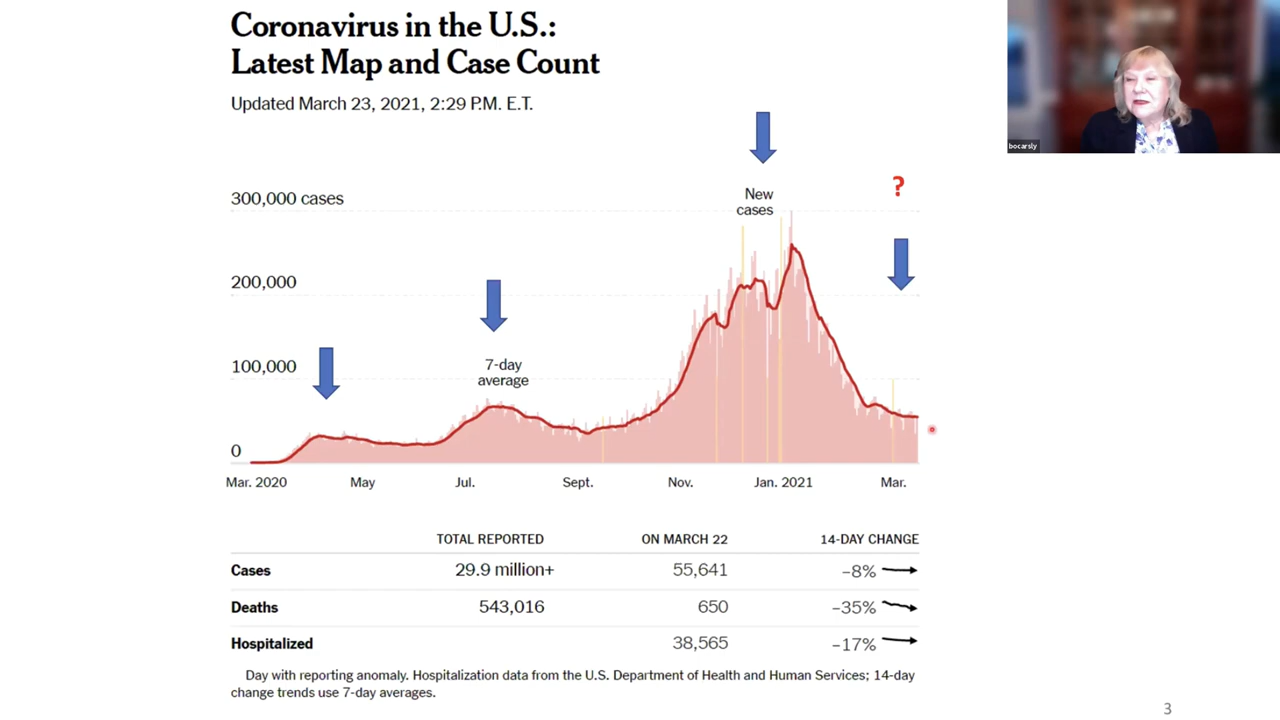 Coronavirus in the U.S.:
Latest Map and Case Count
Updated March 23, 2021, 2:29 P.M. E.T.
bocarsly
?
300,000 cases
New
cases
200,000
100,000
7-day
average
0
Mar. 2020 May Jul. Sept. Nov. Jan. 2021 Mar.
TOTAL REPORTED ON MARCH 22 14-DAY CHANGE
Cases 29.9 million+ 55,641 –8%
Deaths 543,016 650 –35%
Hospitalized 38,565 –17%
Day with reporting anomaly. Hospitalization data from the U.S. Department of Health and Human Services; 14-day
change trends use 7-day averages.
3